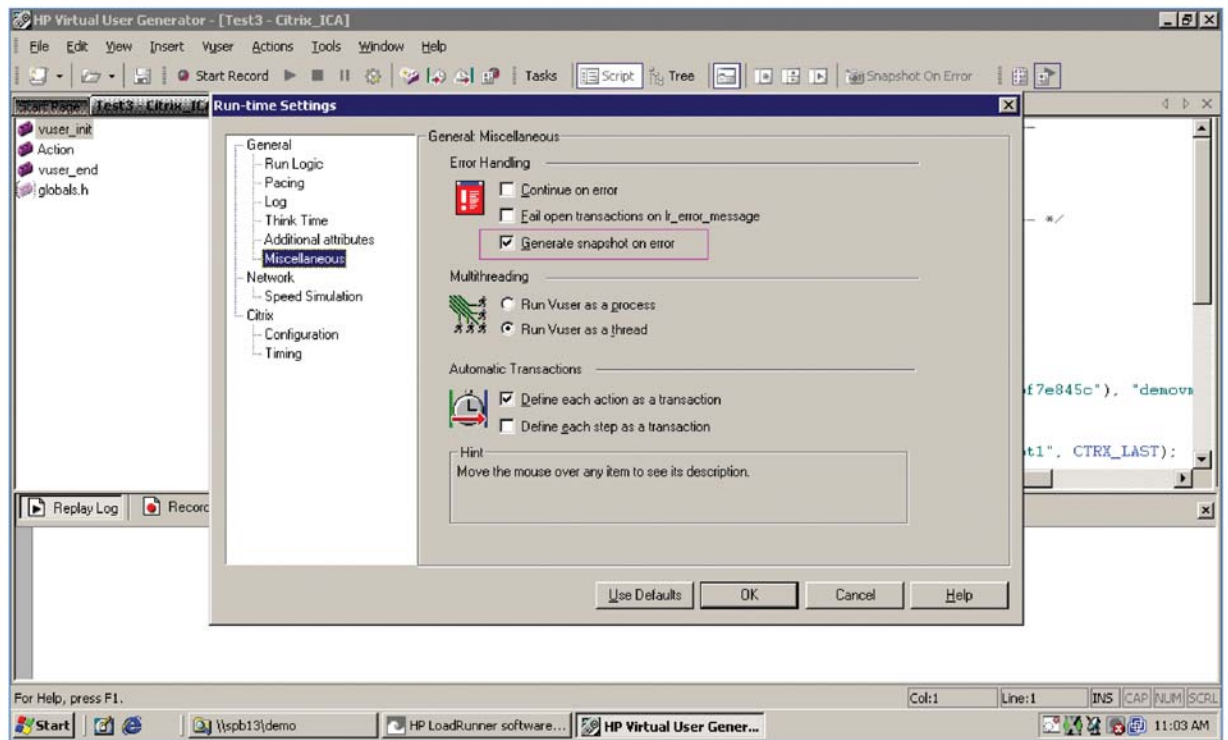 HP Virtual User Generator - [Test3 - Citrix_ICA]
File Edit View Insert Vuser Actions Tools Window Help
Start Record Tasks Script Tree Snapshot On Error
Start Page Test3 - Citrix_IC
vuser_init
Action
vuser_end
globals.h
Run-time Settings
General
Run Logic
Pacing
Log
Think Time
Additional attributes
Miscellaneous
Network
Speed Simulation
Citrix
Configuration
Timing
General: Miscellaneous
Error Handling
Continue on error
Fail open transactions on lr_error_message
Generate snapshot on error
Multithreading
Run Vuser as a process
Run Vuser as a thread
Automatic Transactions
Define each action as a transaction
Define each step as a transaction
Hint
Move the mouse over any item to see its description.
Use Defaults OK Cancel Help
*/
f7e845c"), "demovm
t1", CTRX_LAST);
Replay Log Record
For Help, press F1.
Col:1 Line:1 INS CAP NUM SCRL
Start \\spb13\demo HP LoadRunner software... HP Virtual User Gener... 11:03 AM